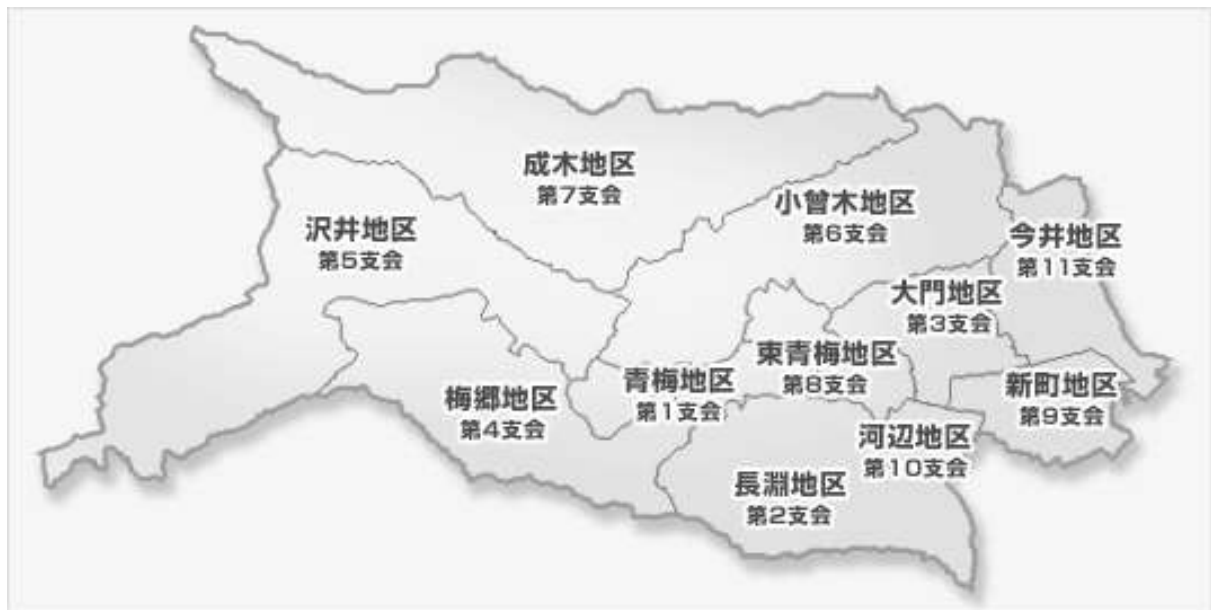 成木地区
第7支会
小曾木地区
第6支会
沢井地区
第5支会
今井地区
第11支会
大門地区
第3支会
東青梅地区
第8支会
青梅地区
第1支会
新町地区
第9支会
梅郷地区
第4支会
河辺地区
第10支会
長淵地区
第2支会